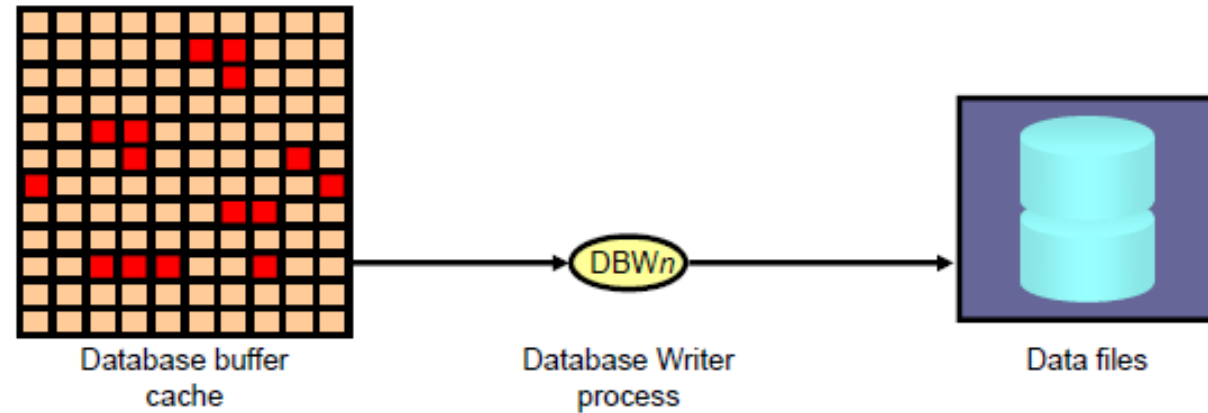 DBWn
Database buffer
cache
Database Writer
process
Data files